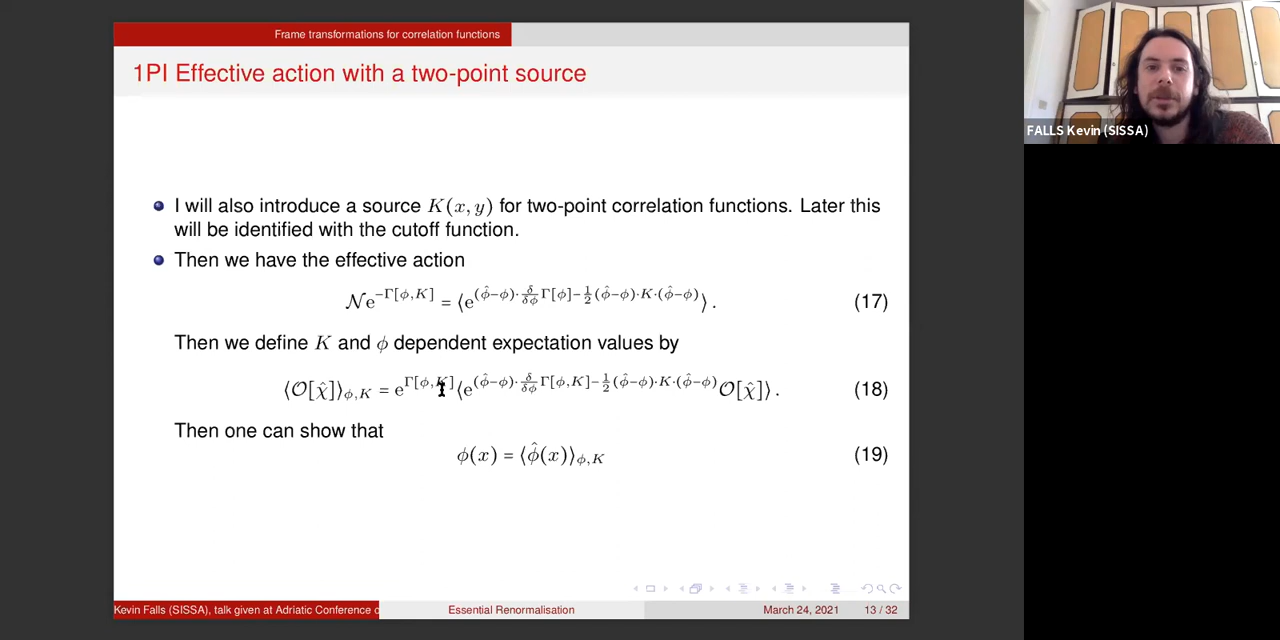 Frame transformations for correlation functions
1PI Effective action with a two-point source
I will also introduce a source K(x, y) for two-point correlation functions. Later this
will be identified with the cutoff function.
Then we have the effective action
𝒩e^{−Γ[ϕ,K]} = ⟨e^{(ϕ̂−ϕ)·δ/δϕ Γ[ϕ]−½(ϕ̂−ϕ)·K·(ϕ̂−ϕ)}⟩ . (17)
Then we define K and ϕ dependent expectation values by
⟨𝒪[χ̂]⟩_{ϕ,K} = e^{Γ[ϕ,K]}⟨e^{(ϕ̂−ϕ)·δ/δϕ Γ[ϕ,K]−½(ϕ̂−ϕ)·K·(ϕ̂−ϕ)}𝒪[χ̂]⟩ . (18)
Then one can show that
ϕ(x) = ⟨ϕ̂(x)⟩_{ϕ,K} (19)
Kevin Falls (SISSA), talk given at Adriatic Conference o
Essential Renormalisation
March 24, 2021
13 / 32
FALLS Kevin (SISSA)